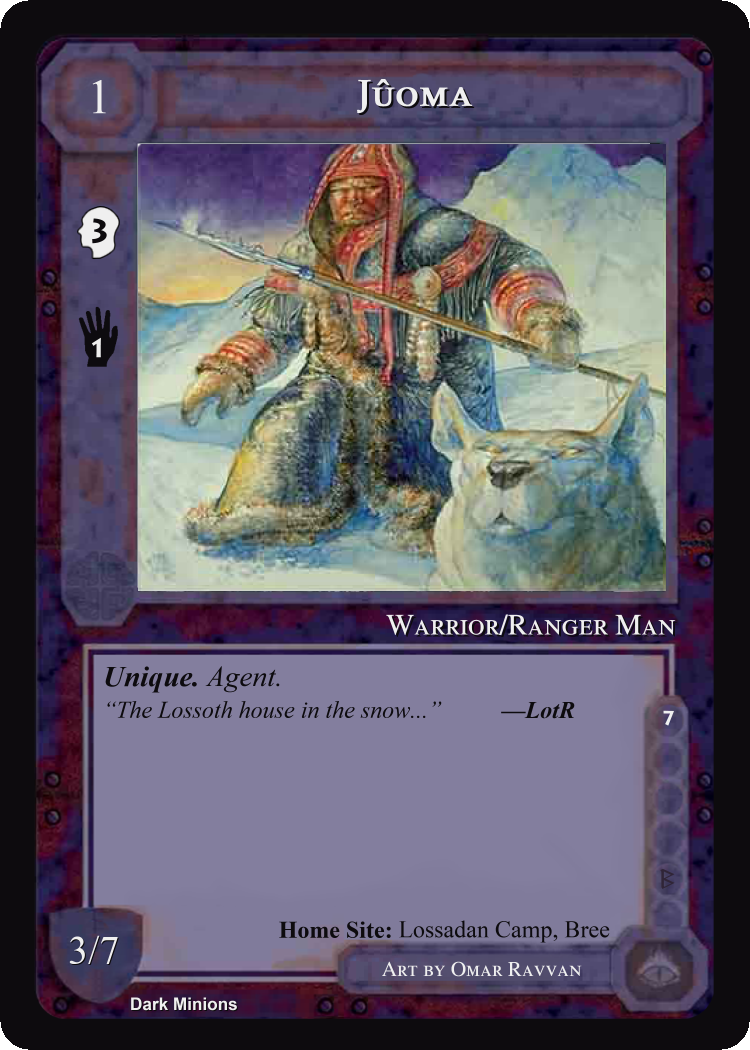 1
JÛOMA
3
1
WARRIOR/RANGER MAN
Unique. Agent.
“The Lossoth house in the snow...” —LotR
7
Home Site: Lossadan Camp, Bree
3/7
ART BY OMAR RAVVAN
Dark Minions